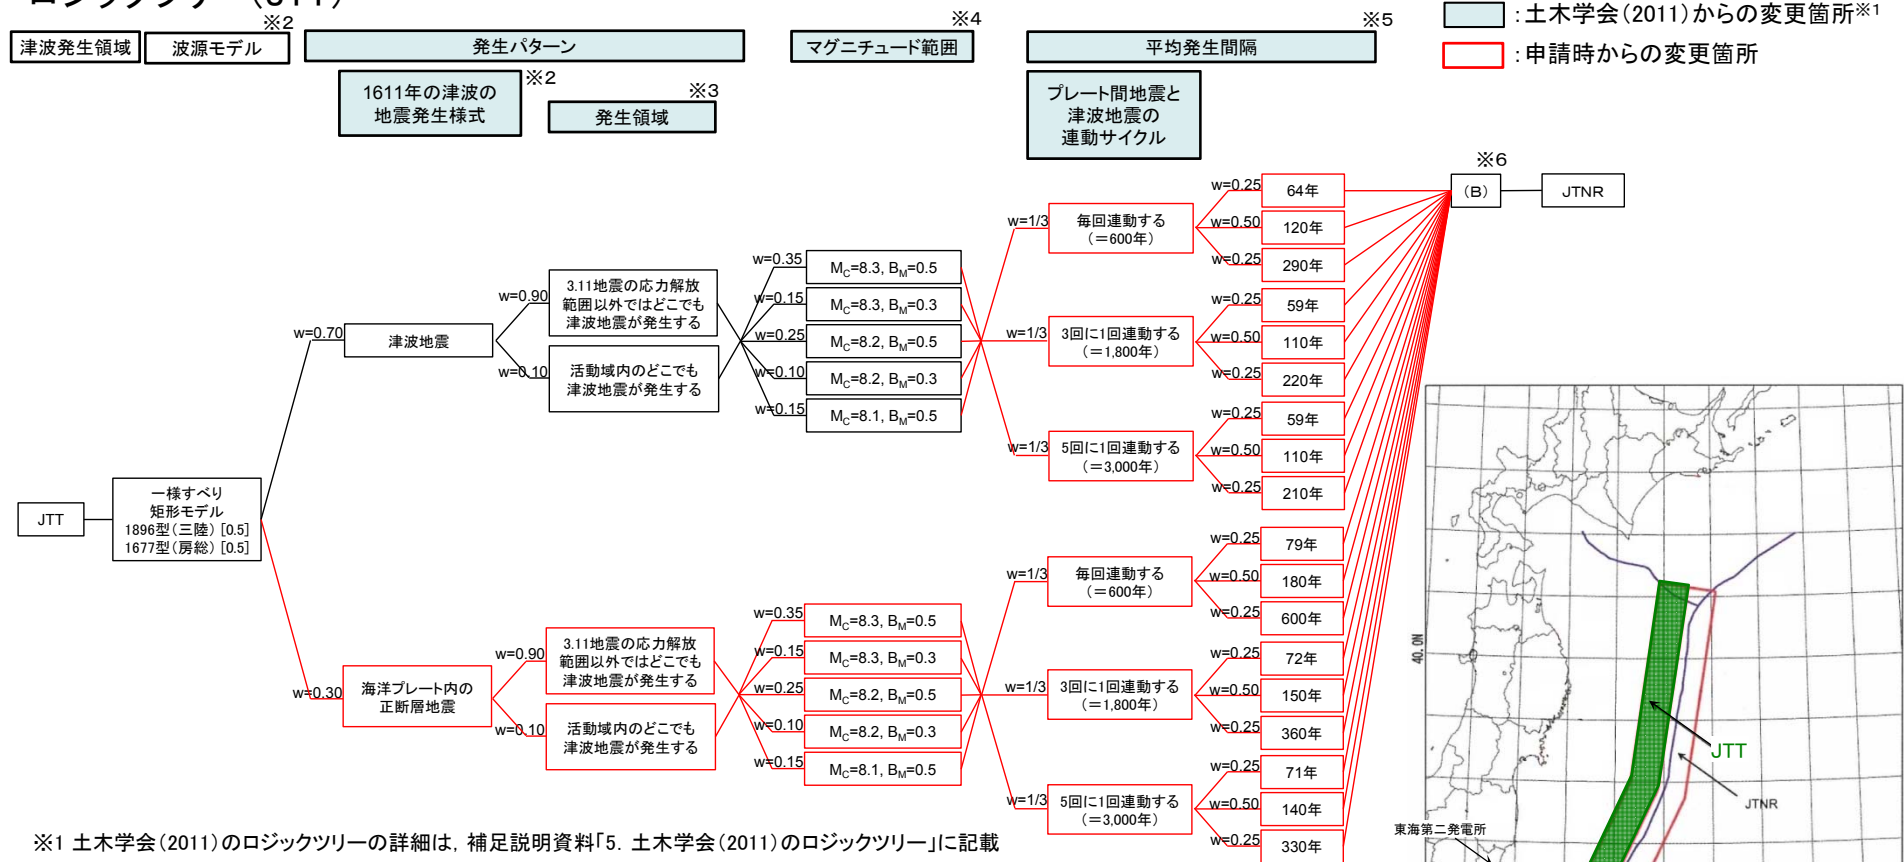 ロジックツリー(JTT)
:土木学会(2011)からの変更箇所※1
:申請時からの変更箇所
津波発生領域
波源モデル
※2
発生パターン
マグニチュード範囲
※4
平均発生間隔
※5
1611年の津波の
地震発生様式
※2
発生領域
※3
プレート間地震と
津波地震の
連動サイクル
JTT
一様すべり
矩形モデル
1896型(三陸) [0.5]
1677型(房総) [0.5]
w=0.70
津波地震
w=0.90
3.11地震の応力解放
範囲以外ではどこでも
津波地震が発生する
w=0.10
活動域内のどこでも
津波地震が発生する
w=0.35
MC=8.3, BM=0.5
w=0.15
MC=8.3, BM=0.3
w=0.25
MC=8.2, BM=0.5
w=0.10
MC=8.2, BM=0.3
w=0.15
MC=8.1, BM=0.5
w=1/3
毎回連動する
(=600年)
w=0.25
64年
w=0.50
120年
w=0.25
290年
w=1/3
3回に1回連動する
(=1,800年)
w=0.25
59年
w=0.50
110年
w=0.25
220年
w=1/3
5回に1回連動する
(=3,000年)
w=0.25
59年
w=0.50
110年
w=0.25
210年
※6
(B)
JTNR
w=0.30
海洋プレート内の
正断層地震
w=0.90
3.11地震の応力解放
範囲以外ではどこでも
津波地震が発生する
w=0.10
活動域内のどこでも
津波地震が発生する
w=0.35
MC=8.3, BM=0.5
w=0.15
MC=8.3, BM=0.3
w=0.25
MC=8.2, BM=0.5
w=0.10
MC=8.2, BM=0.3
w=0.15
MC=8.1, BM=0.5
w=1/3
毎回連動する
(=600年)
w=0.25
79年
w=0.50
180年
w=0.25
600年
w=1/3
3回に1回連動する
(=1,800年)
w=0.25
72年
w=0.50
150年
w=0.25
360年
w=1/3
5回に1回連動する
(=3,000年)
w=0.25
71年
w=0.50
140年
w=0.25
330年
40.0N
JTT
JTNR
東海第二発電所
※1 土木学会(2011)のロジックツリーの詳細は,補足説明資料「5. 土木学会(2011)のロジックツリー」に記載